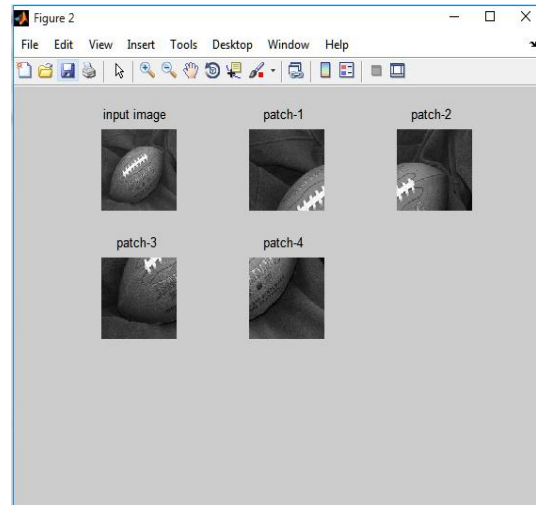 Figure 2
File Edit View Insert Tools Desktop Window Help
input image patch-1 patch-2
patch-3 patch-4